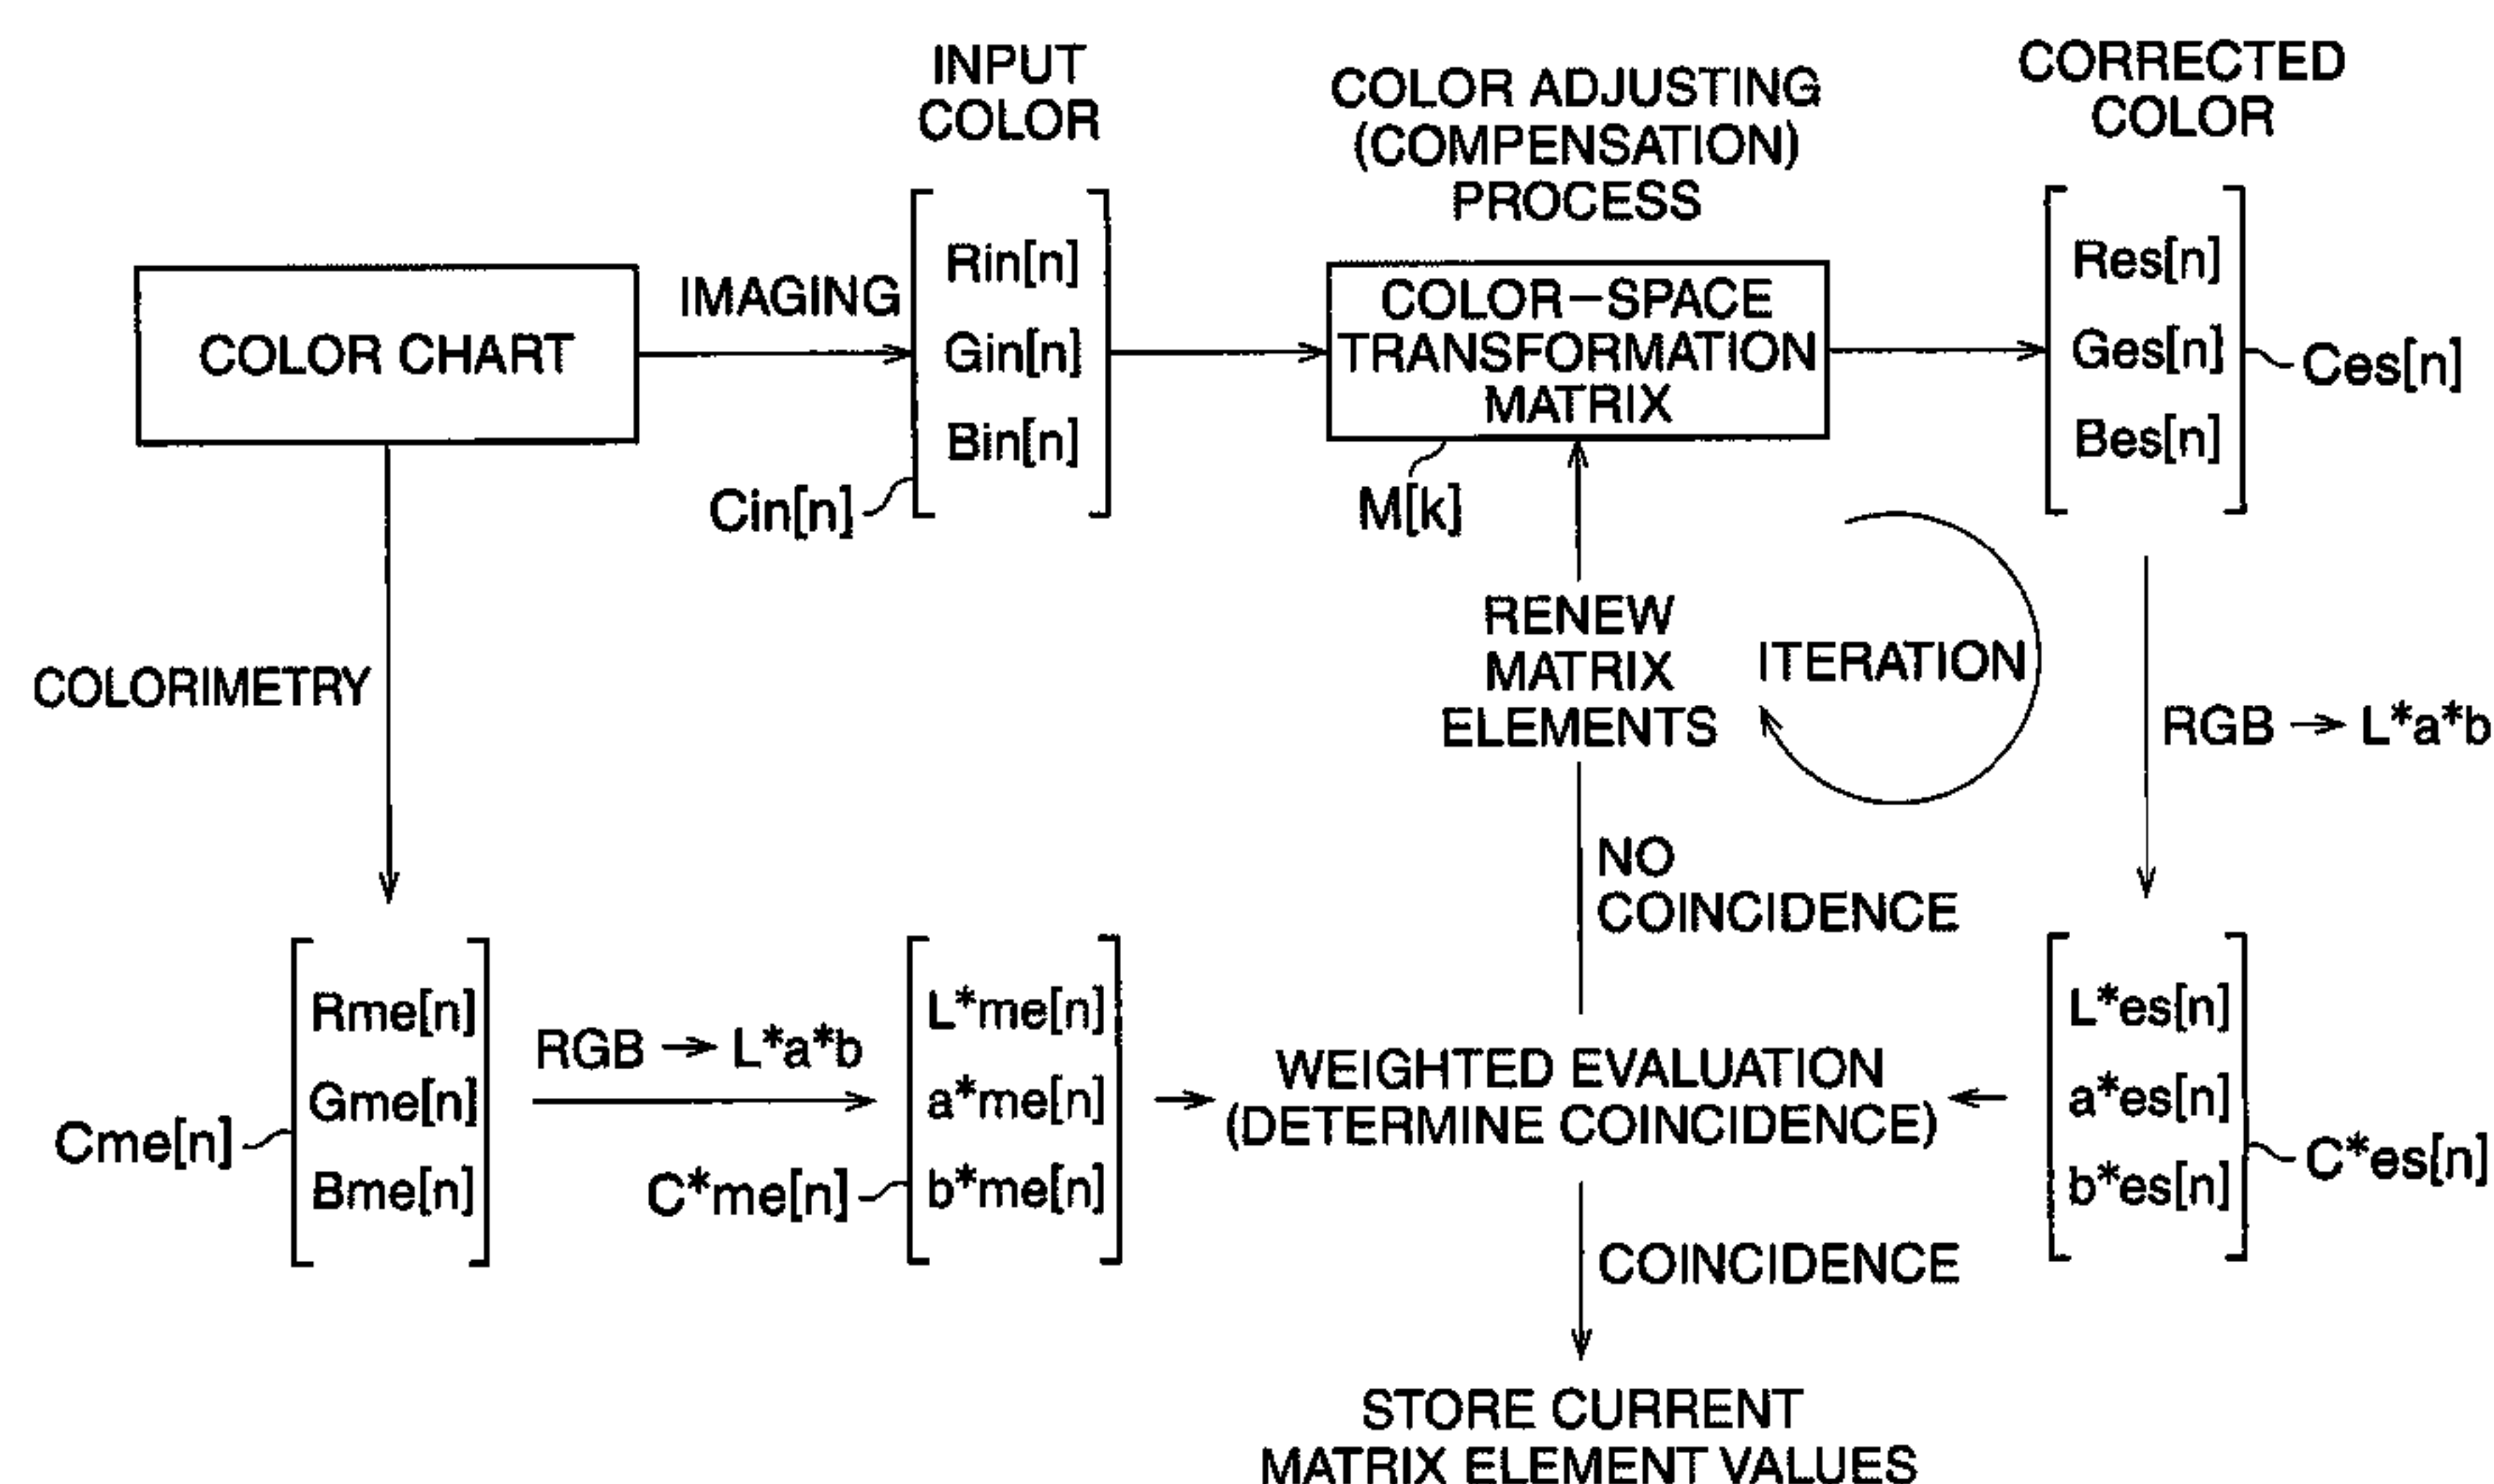 INPUT
COLOR
COLOR ADJUSTING
(COMPENSATION)
PROCESS
CORRECTED
COLOR
COLOR CHART
IMAGING
Rin[n]
Gin[n]
Bin[n]
Cin[n]
COLOR-SPACE
TRANSFORMATION
MATRIX
M[k]
Res[n]
Ges[n]
Bes[n]
Ces[n]
COLORIMETRY
RENEW
MATRIX
ELEMENTS
ITERATION
RGB → L*a*b
NO
COINCIDENCE
Rme[n]
Gme[n]
Bme[n]
Cme[n]
RGB → L*a*b
L*me[n]
a*me[n]
b*me[n]
C*me[n]
WEIGHTED EVALUATION
(DETERMINE COINCIDENCE)
L*es[n]
a*es[n]
b*es[n]
C*es[n]
COINCIDENCE
STORE CURRENT
MATRIX ELEMENT VALUES